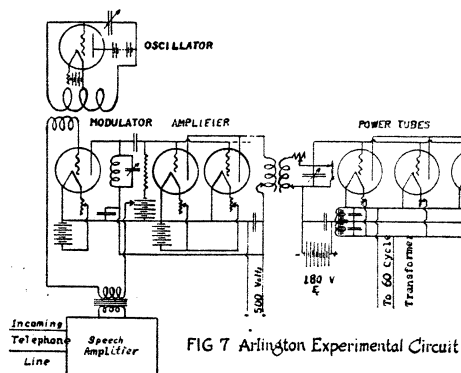 OSCILLATOR
MODULATOR AMPLIFIER POWER TUBES
500 Volts
180 V
To 60 Cycle
Transformer
Incoming
Telephone
Line
Speech
Amplifier
FIG 7 Arlington Experimental Circuit